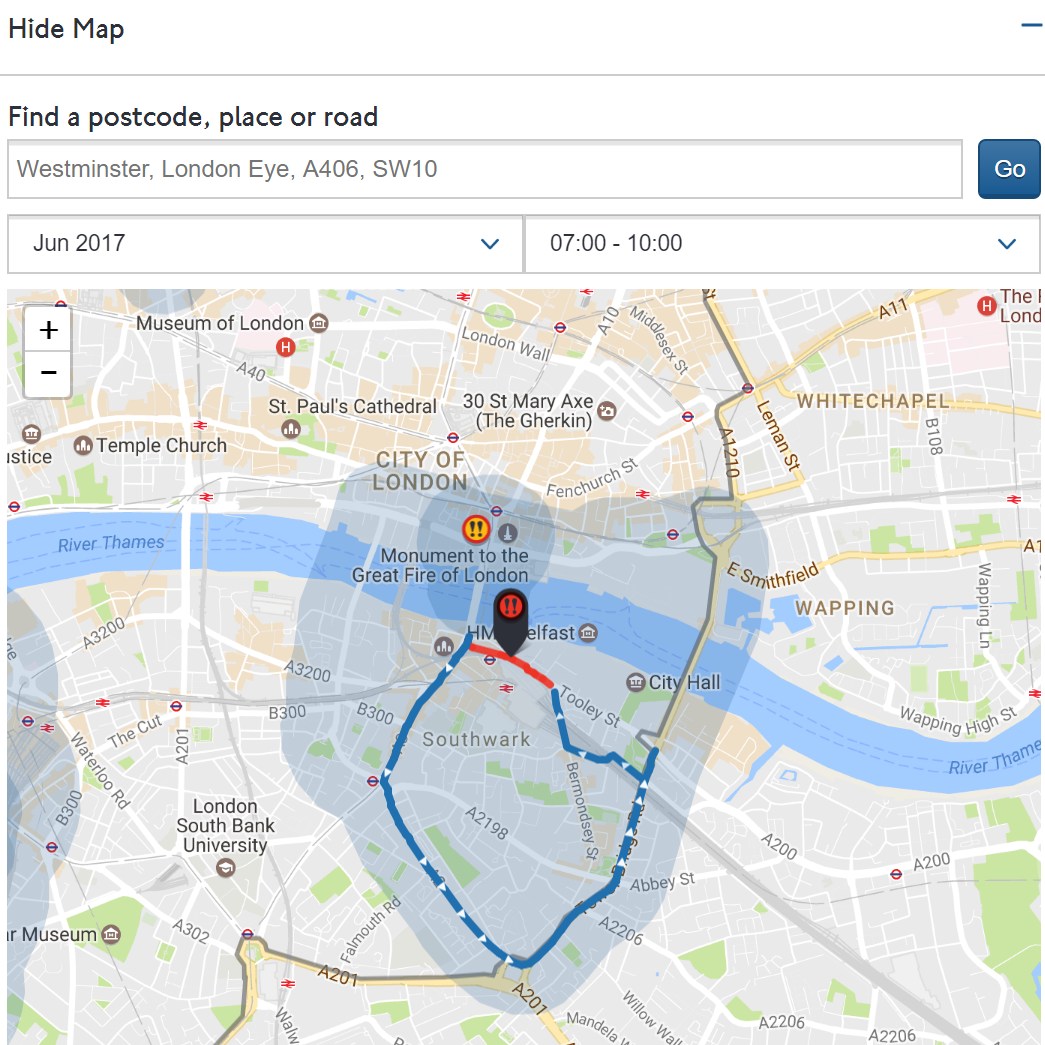 Hide Map
Find a postcode, place or road
Westminster, London Eye, A406, SW10
Go
Jun 2017
07:00 - 10:00
+
−
Museum of London
H
A40
London Wall
A10
Middlesex St
St
A11
H
The
Lond
St. Paul's Cathedral
30 St Mary Axe
(The Gherkin)
WHITECHAPEL
Leman St
B108
A1210
Temple Church
ustice
CITY OF
LONDON
Fenchurch St
River Thames
Monument to the
Great Fire of London
E Smithfield
A1
WAPPING
Wapping Ln
A3200
HM
elfast
A3200
City Hall
B300
B300
Tooley St
The Cut
A201
Southwark
Wapping High St
River Thame
Waterloo Rd
B300
London
South Bank
University
A2198
Bermondsey St
A200
A200
Abbey St
A2206
ar Museum
A302
Falmouth Rd
A201
A201
Walw
Willow Walk
Mandela W
A2206
A2206